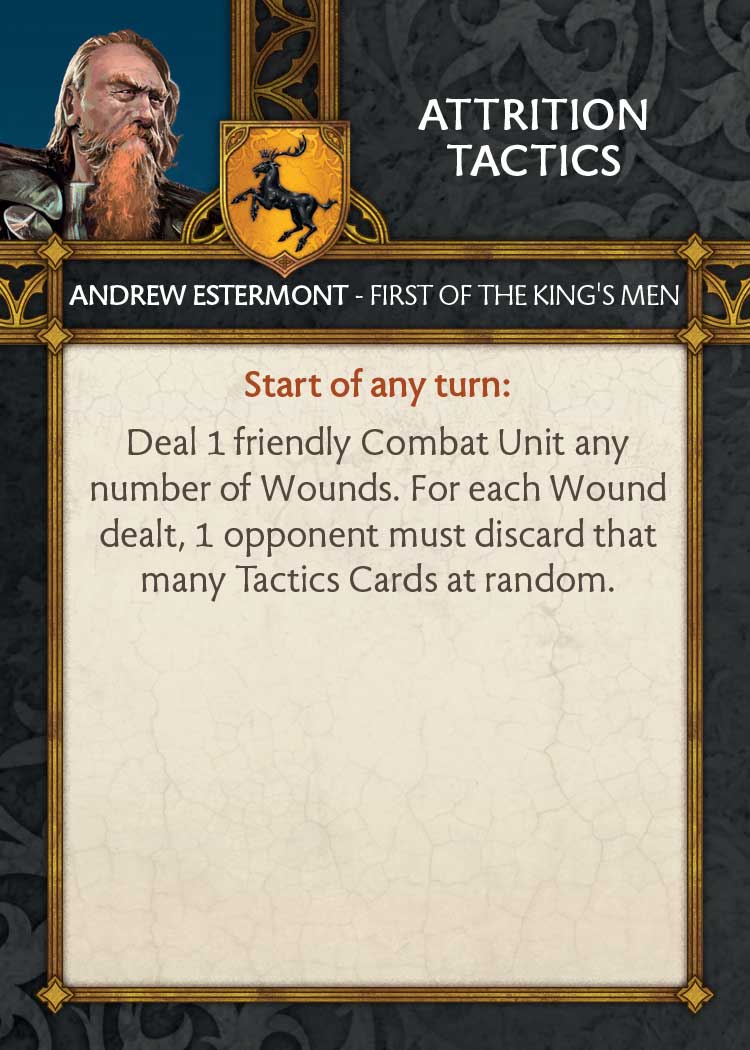 ATTRITION
TACTICS
ANDREW ESTERMONT - FIRST OF THE KING'S MEN
Start of any turn:
Deal 1 friendly Combat Unit any
number of Wounds. For each Wound
dealt, 1 opponent must discard that
many Tactics Cards at random.